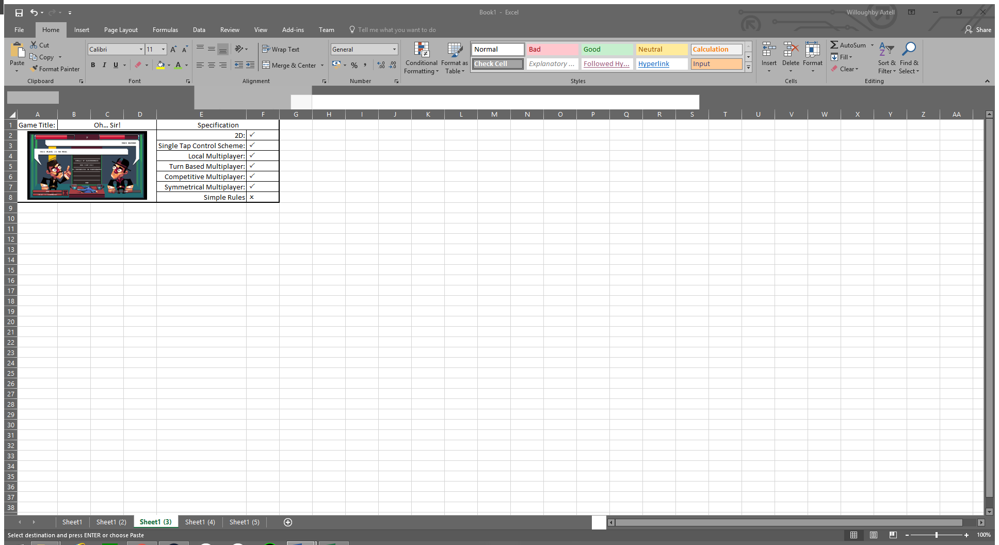 Book1 - Excel
Willoughby Axtell
File Home Insert Page Layout Formulas Data Review View Add-ins Team Tell me what you want to do Share
Paste
Cut
Copy
Format Painter
Clipboard
Calibri 11
B I U A
Font
Wrap Text
Merge & Center
Alignment
General
% ,
Number
Conditional Formatting
Format as Table
Normal Bad Good Neutral Calculation
Check Cell Explanatory ... Followed Hy... Hyperlink Input
Styles
Insert Delete Format
Cells
AutoSum
Fill
Clear
Sort & Filter
Find & Select
Editing
A B C D E F G H I J K L M N O P Q R S T U V W X Y Z AA
1 Game Title: Oh... Sir! Specification
2 2D: ✓
3 Single Tap Control Scheme: ✓
4 Local Multiplayer: ✓
5 Turn Based Multiplayer: ✓
6 Competitive Multiplayer: ✓
7 Symmetrical Multiplayer: ✓
8 Simple Rules x
9
10
11
12
13
14
15
16
17
18
19
20
21
22
23
24
25
26
27
28
29
30
31
32
33
34
35
36
37
38
Sheet1 Sheet1 (2) Sheet1 (3) Sheet1 (4) Sheet1 (5)
Select destination and press ENTER or choose Paste
100%